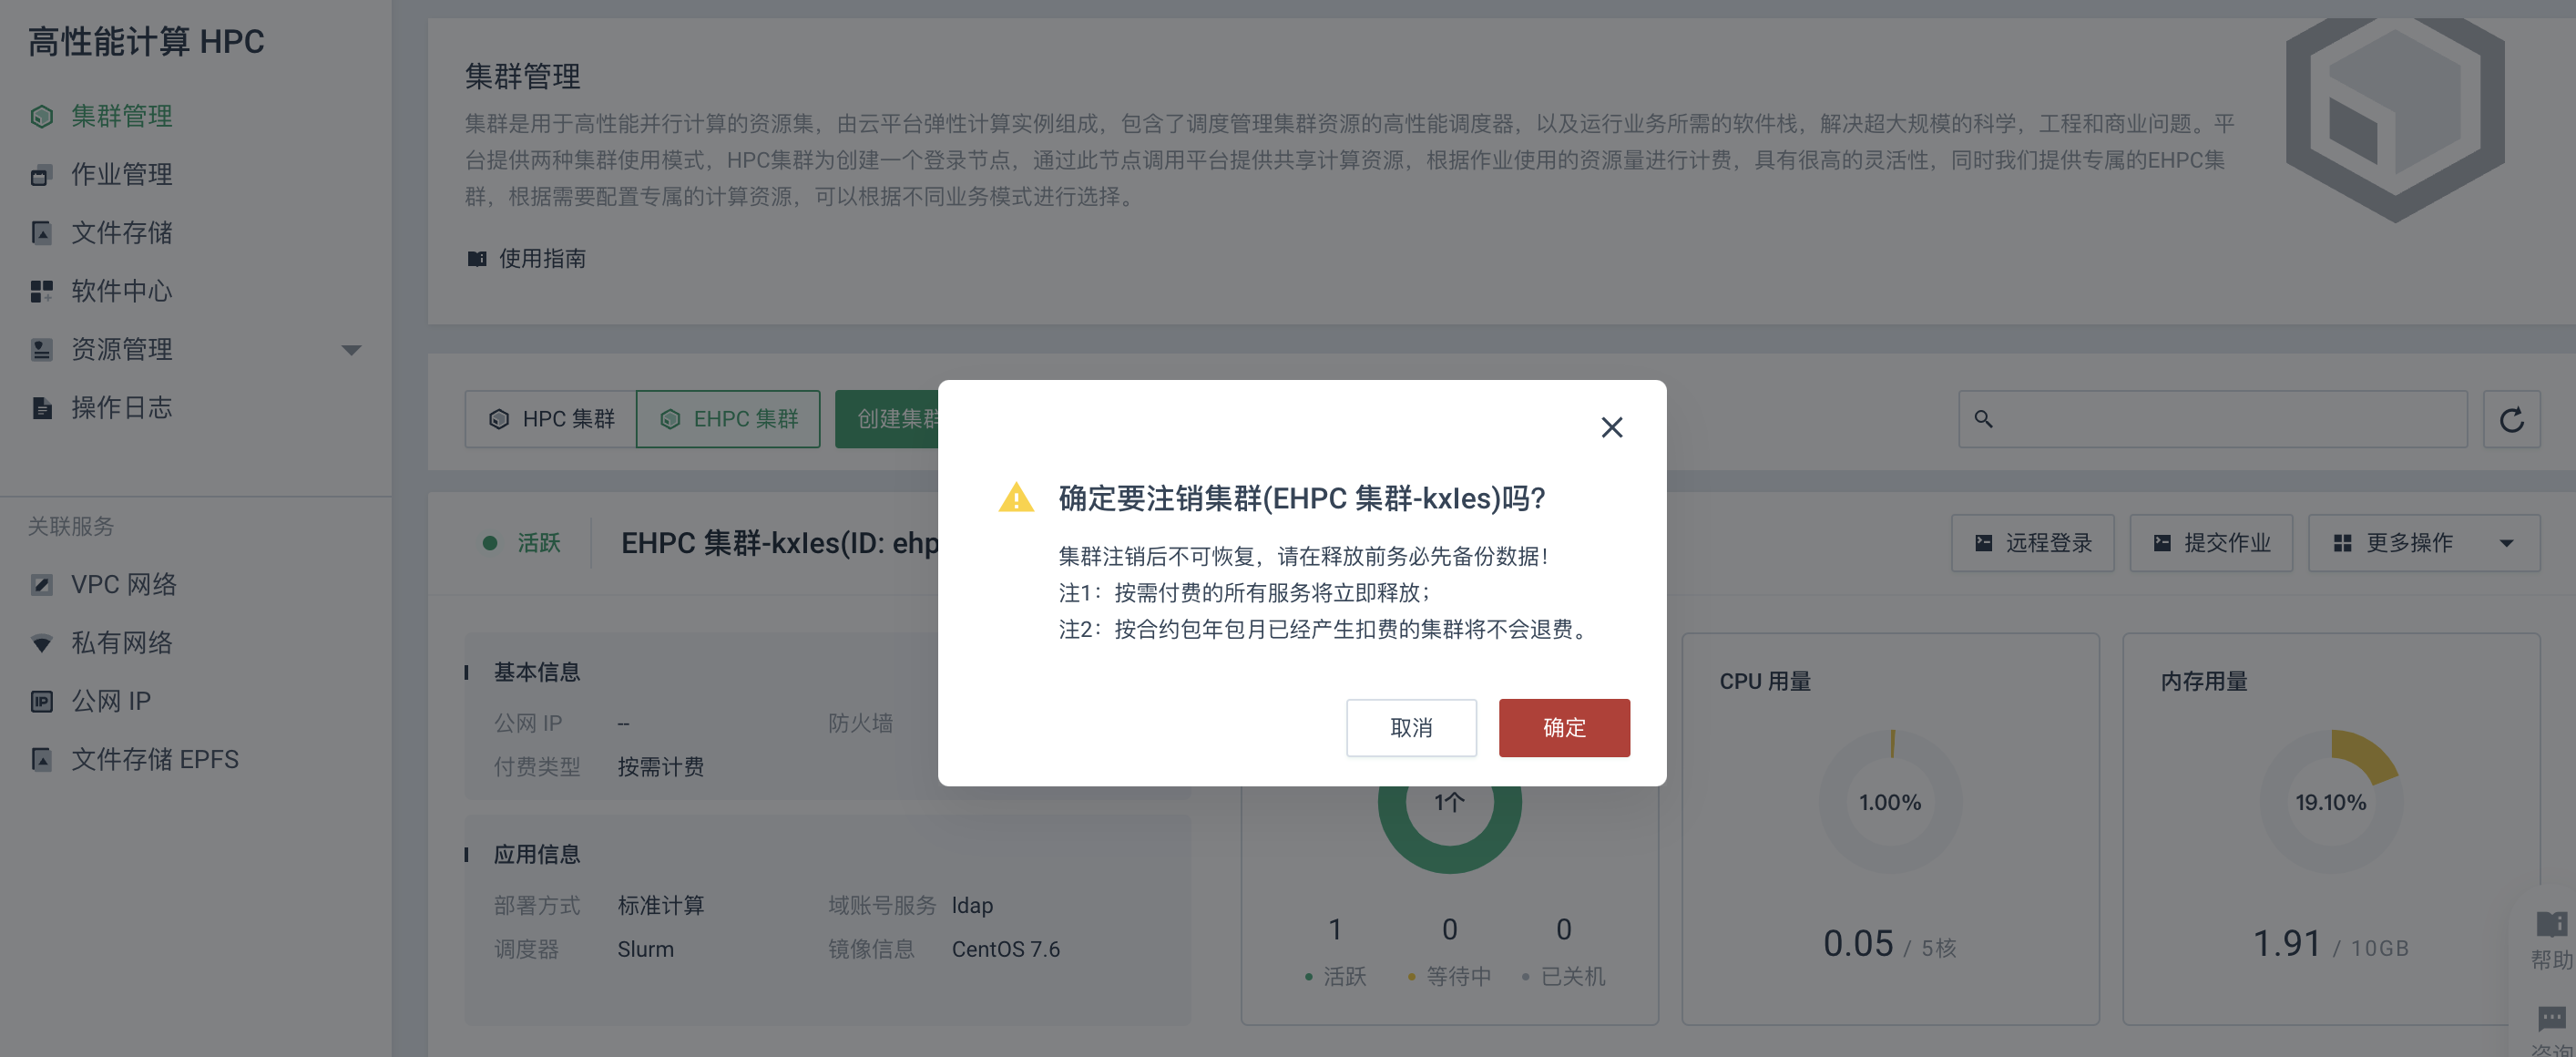 高性能计算 HPC
集群管理
作业管理
文件存储
软件中心
资源管理
操作日志
关联服务
VPC 网络
私有网络
公网 IP
文件存储 EPFS
集群管理
集群是用于高性能并行计算的资源集，由云平台弹性计算实例组成，包含了调度管理集群资源的高性能调度器，以及运行业务所需的软件栈，解决超大规模的科学，工程和商业问题。平
台提供两种集群使用模式，HPC集群为创建一个登录节点，通过此节点调用平台提供共享计算资源，根据作业使用的资源量进行计费，具有很高的灵活性，同时我们提供专属的EHPC集
群，根据需要配置专属的计算资源，可以根据不同业务模式进行选择。
使用指南
HPC 集群 EHPC 集群 创建集群
活跃 EHPC 集群-kxles(ID: ehp
远程登录 提交作业 更多操作
确定要注销集群(EHPC 集群-kxles)吗?
集群注销后不可恢复，请在释放前务必先备份数据！
注1：按需付费的所有服务将立即释放；
注2：按合约包年包月已经产生扣费的集群将不会退费。
取消 确定
基本信息
公网 IP -- 防火墙
付费类型 按需计费
应用信息
部署方式 标准计算 域账号服务 ldap
调度器 Slurm 镜像信息 CentOS 7.6
1个
1 0 0
活跃 等待中 已关机
CPU 用量
1.00%
0.05 / 5核
内存用量
19.10%
1.91 / 10GB
帮助
咨询